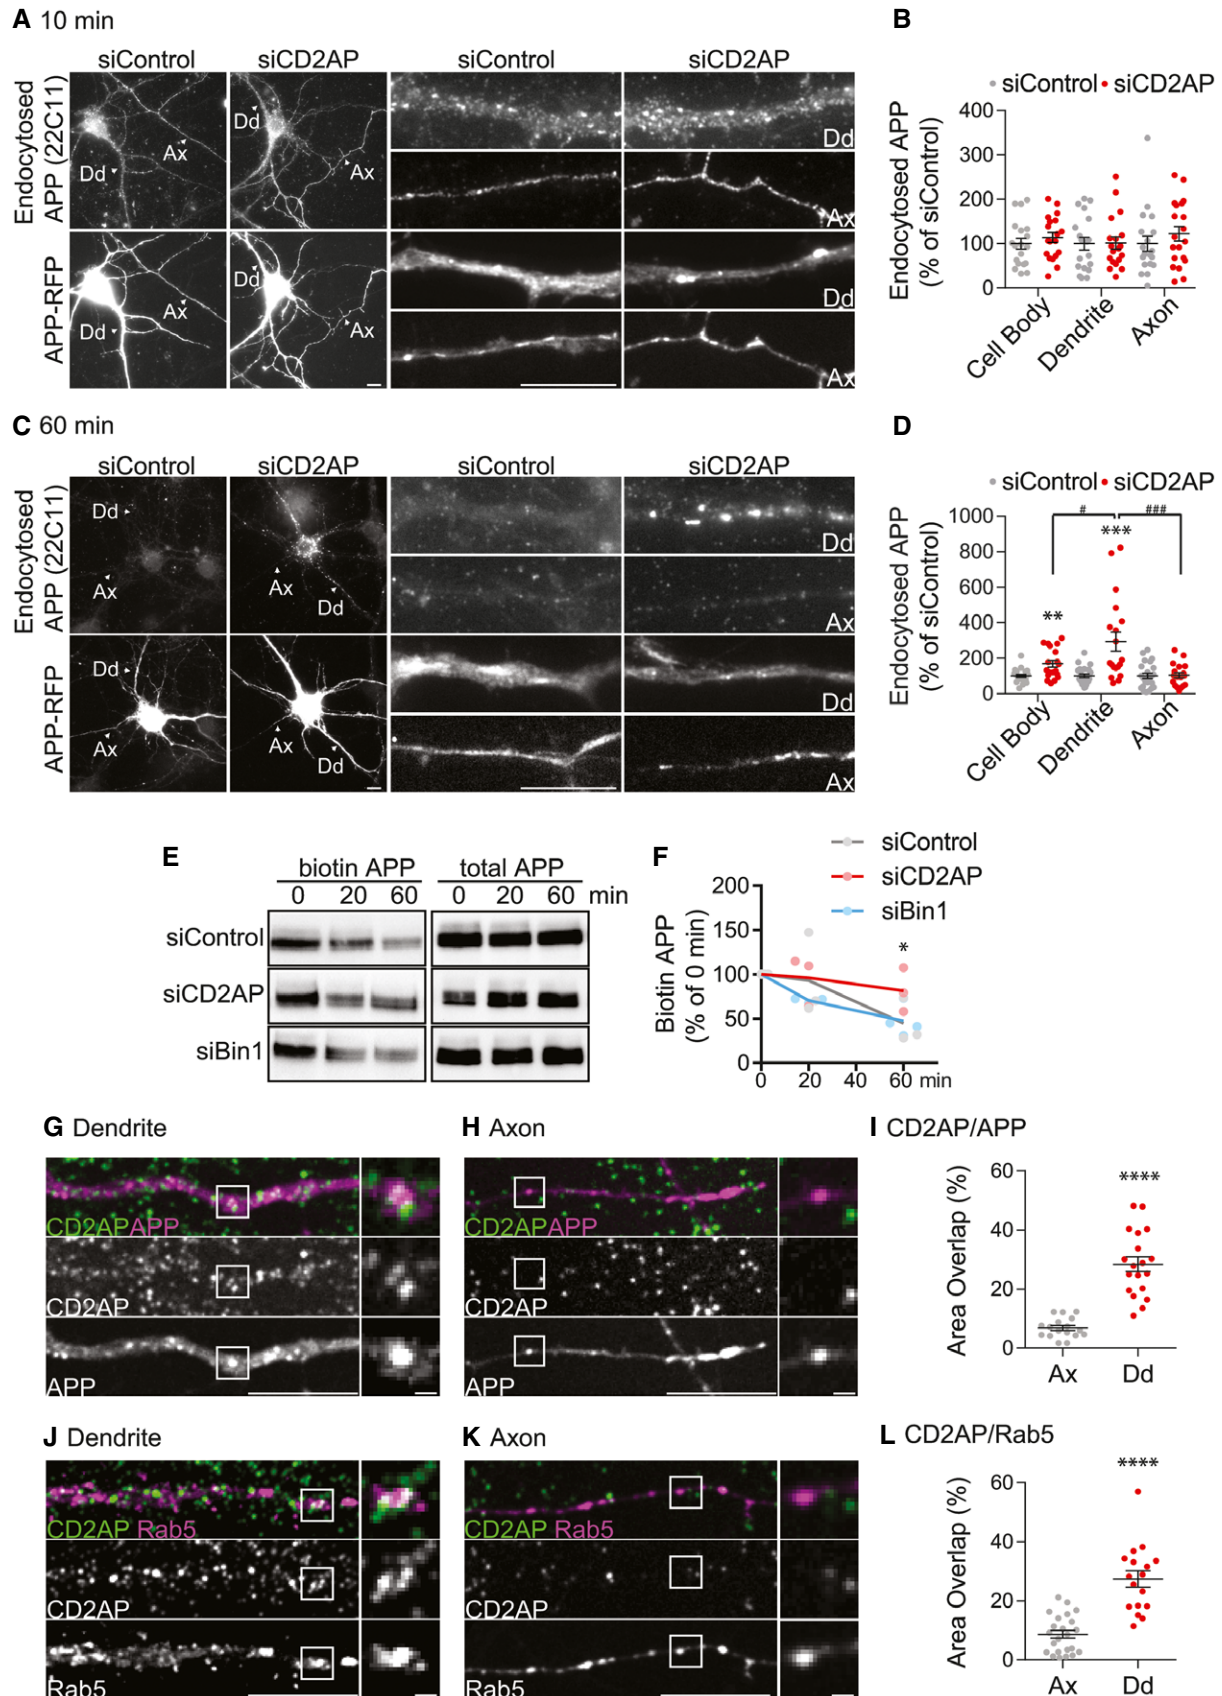 A 10 min
siControl
siCD2AP
siControl
siCD2AP
Endocytosed
APP (22C11)
APP-RFP
Dd
Ax
Dd
Ax
Dd
Ax
Dd
Ax
Dd
Ax
Dd
Ax
B
siControl
siCD2AP
Endocytosed APP
(% of siControl)
400
300
200
100
0
Cell Body
Dendrite
Axon
C 60 min
siControl
siCD2AP
siControl
siCD2AP
Endocytosed
APP (22C11)
APP-RFP
Dd
Ax
Ax
Dd
Dd
Ax
Dd
Ax
Ax
Dd
Dd
Ax
D
siControl
siCD2AP
Endocytosed APP
(% of siControl)
1000
800
600
400
200
0
#
###
***
**
Cell Body
Dendrite
Axon
E
biotin APP
total APP
0 20 60 0 20 60 min
siControl
siCD2AP
siBin1
F
siControl
siCD2AP
siBin1
Biotin APP
(% of 0 min)
200
150
100
50
0
*
0 20 40 60 min
G Dendrite
CD2AP APP
CD2AP
APP
H Axon
CD2AP APP
CD2AP
APP
I CD2AP/APP
Area Overlap (%)
60
40
20
0
****
Ax Dd
J Dendrite
CD2AP Rab5
CD2AP
Rab5
K Axon
CD2AP Rab5
CD2AP
Rab5
L CD2AP/Rab5
Area Overlap (%)
60
40
20
0
****
Ax Dd